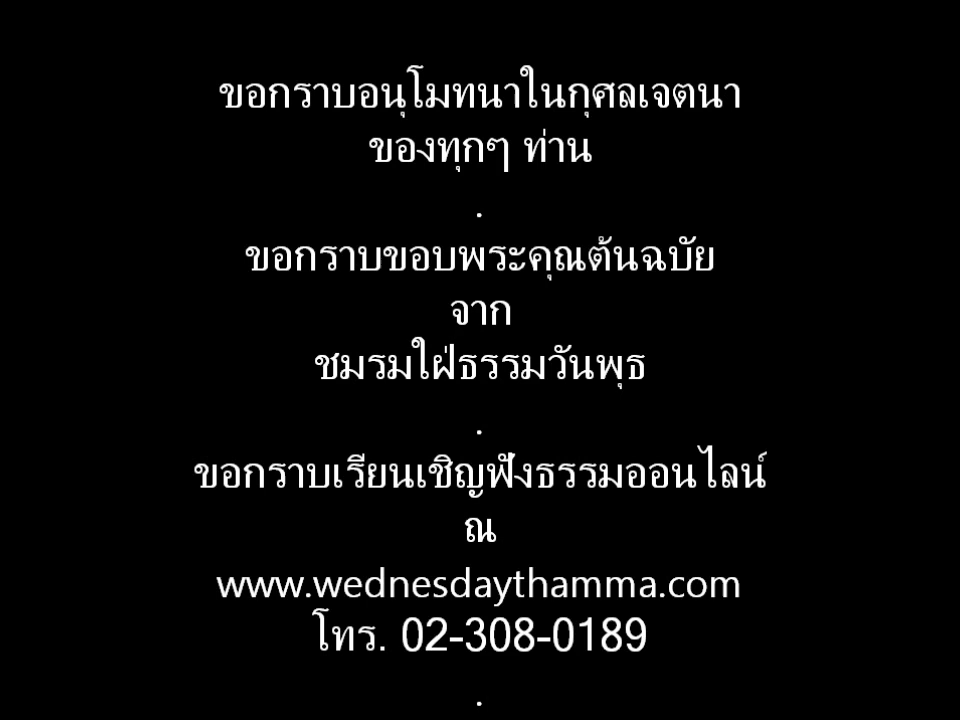 ขอกราบอนุโมทนาในกุศลเจตนา
ของทุกๆ ท่าน
.
ขอกราบขอบพระคุณต้นฉบัย
จาก
ชมรมใฝ่ธรรมวันพุธ
.
ขอกราบเรียนเชิญฟังธรรมออนไลน์
ณ
www.wednesdaythamma.com
โทร. 02-308-0189
.